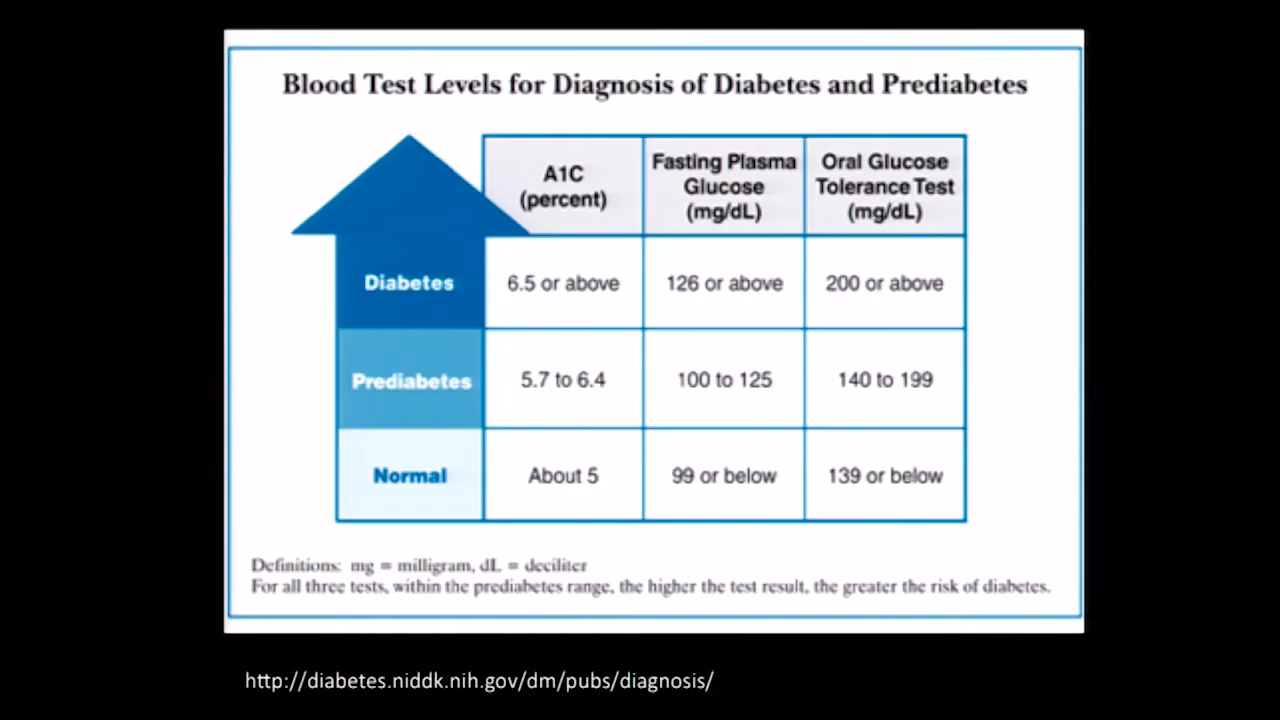 Blood Test Levels for Diagnosis of Diabetes and Prediabetes
A1C
(percent)
Fasting Plasma
Glucose
(mg/dL)
Oral Glucose
Tolerance Test
(mg/dL)
Diabetes
6.5 or above
126 or above
200 or above
Prediabetes
5.7 to 6.4
100 to 125
140 to 199
Normal
About 5
99 or below
139 or below
Definitions: mg = milligram, dL = deciliter
For all three tests, within the prediabetes range, the higher the test result, the greater the risk of diabetes.
http://diabetes.niddk.nih.gov/dm/pubs/diagnosis/